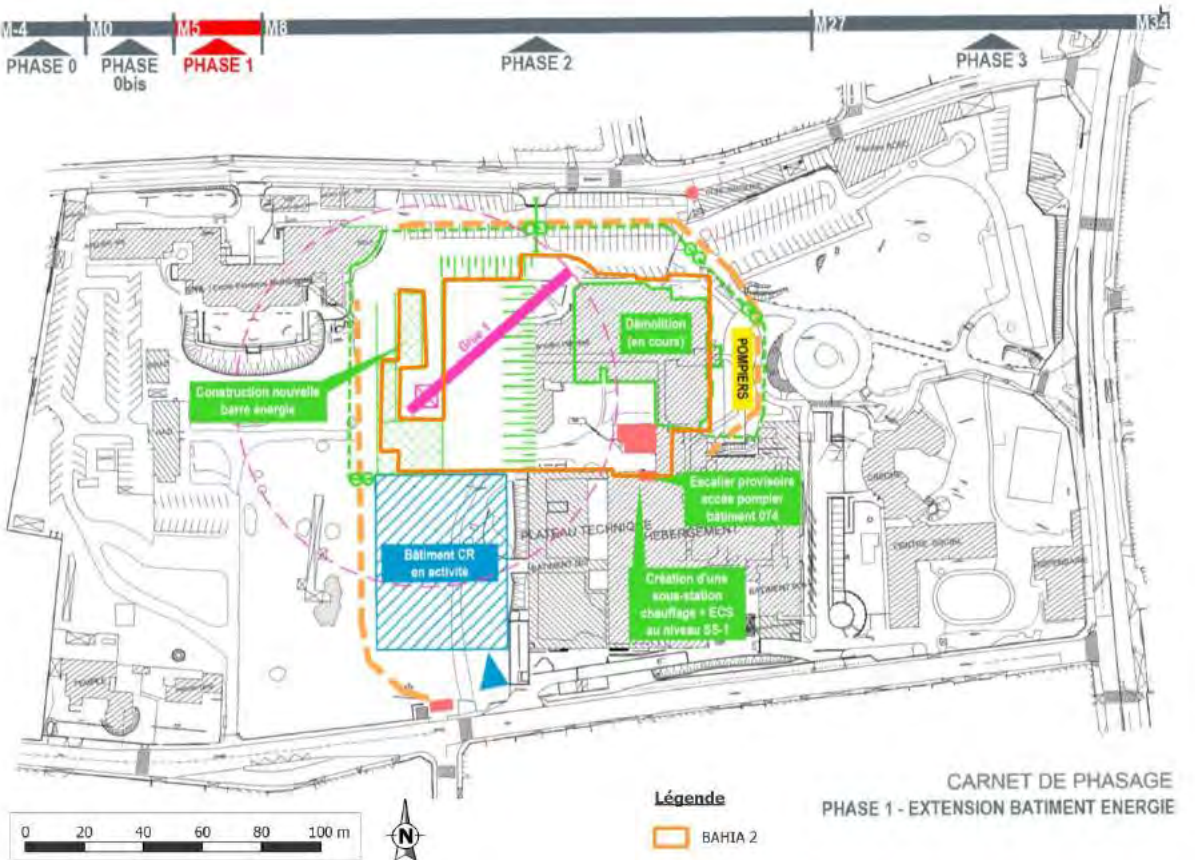 M-4
M0
M5
M8
M27
M34
PHASE 0
PHASE
0bis
PHASE 1
PHASE 2
PHASE 3
Grue 1
Démolition
(en cours)
POMPIERS
Construction nouvelle
barre énergie
Escalier provisoire
accès pompier
bâtiment 074
PLATEAU TECHNIQUE
HEBERGEMENT
Bâtiment CR
en activité
Création d'une
sous-station
chauffage + ECS
au niveau SS-1
CENTRE SOCIAL
CARNET DE PHASAGE
PHASE 1 - EXTENSION BATIMENT ENERGIE
Légende
BAHIA 2
0 20 40 60 80 100 m
N